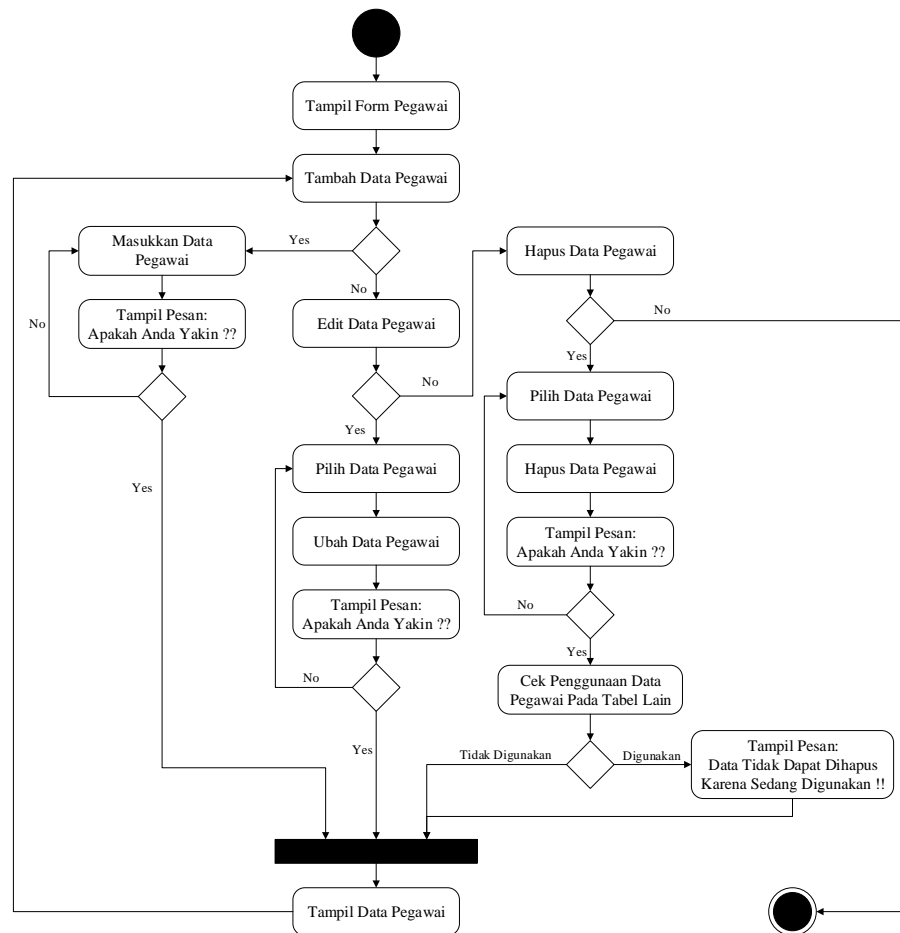 Tampil Form Pegawai
Tambah Data Pegawai
Masukkan Data
Pegawai
Yes
No
Hapus Data Pegawai
Tampil Pesan:
Apakah Anda Yakin ??
No
Edit Data Pegawai
No
Yes
No
Yes
Pilih Data Pegawai
Pilih Data Pegawai
Hapus Data Pegawai
Yes
Ubah Data Pegawai
Tampil Pesan:
Apakah Anda Yakin ??
Tampil Pesan:
Apakah Anda Yakin ??
No
Yes
No
Cek Penggunaan Data
Pegawai Pada Tabel Lain
Yes
Tidak Digunakan
Digunakan
Tampil Pesan:
Data Tidak Dapat Dihapus
Karena Sedang Digunakan !!
Tampil Data Pegawai